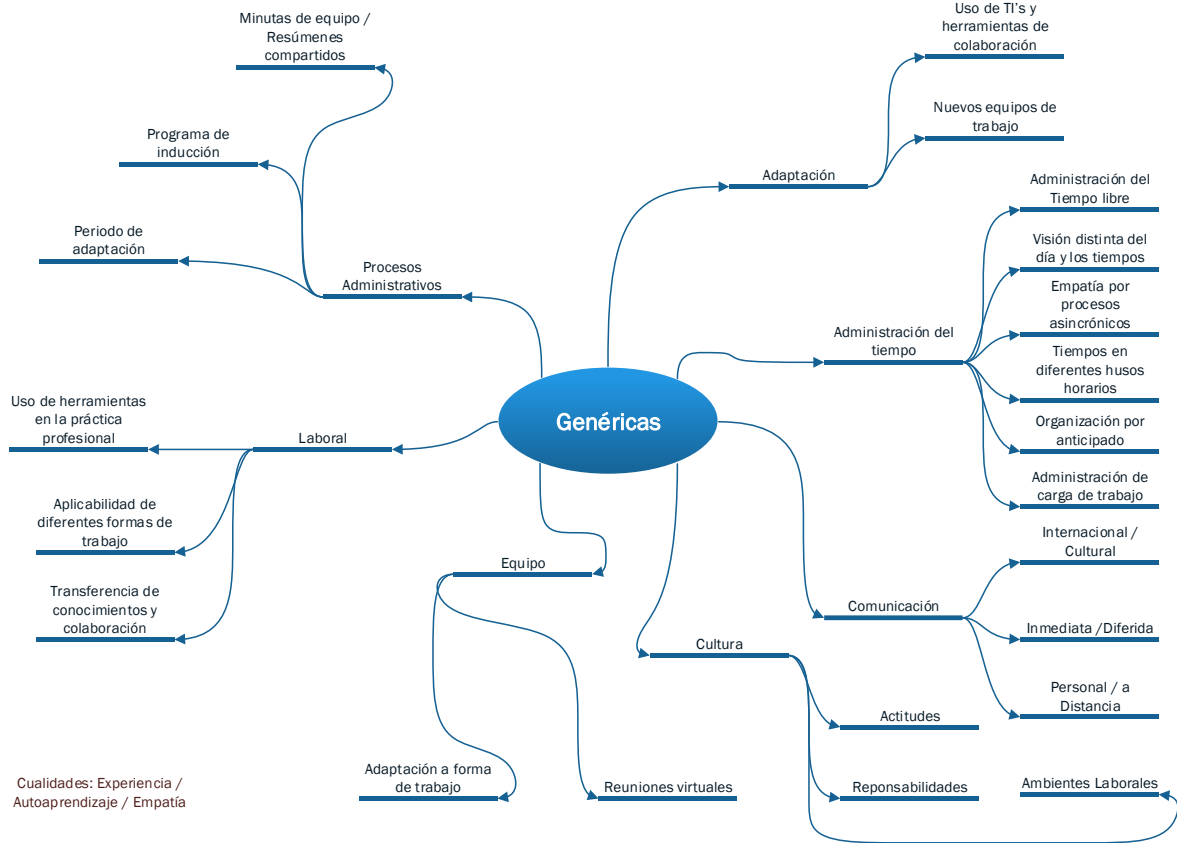 Genéricas
Adaptación
Uso de TI's y
herramientas de
colaboración
Nuevos equipos de
trabajo
Administración del
tiempo
Administración del
Tiempo libre
Visión distinta del
día y los tiempos
Empatía por
procesos
asincrónicos
Tiempos en
diferentes husos
horarios
Organización por
anticipado
Administración de
carga de trabajo
Comunicación
Internacional /
Cultural
Inmediata /Diferida
Personal / a
Distancia
Cultura
Actitudes
Reponsabilidades
Ambientes Laborales
Equipo
Adaptación a forma
de trabajo
Reuniones virtuales
Laboral
Uso de herramientas
en la práctica
profesional
Aplicabilidad de
diferentes formas de
trabajo
Transferencia de
conocimientos y
colaboración
Procesos
Administrativos
Minutas de equipo /
Resúmenes
compartidos
Programa de
inducción
Periodo de
adaptación
Cualidades: Experiencia /
Autoaprendizaje / Empatía